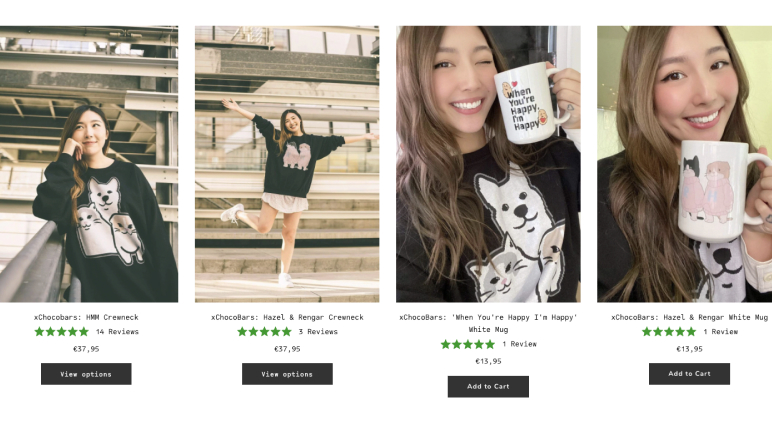 When
You're
Happy,
I'm
Happy
xChocobars: HMM Crewneck
14 Reviews
€37,95
View options
xChocoBars: Hazel & Rengar Crewneck
3 Reviews
€37,95
View options
xChocoBars: 'When You're Happy I'm Happy'
White Mug
1 Review
€13,95
Add to Cart
xChocoBars: Hazel & Rengar White Mug
1 Review
€13,95
Add to Cart